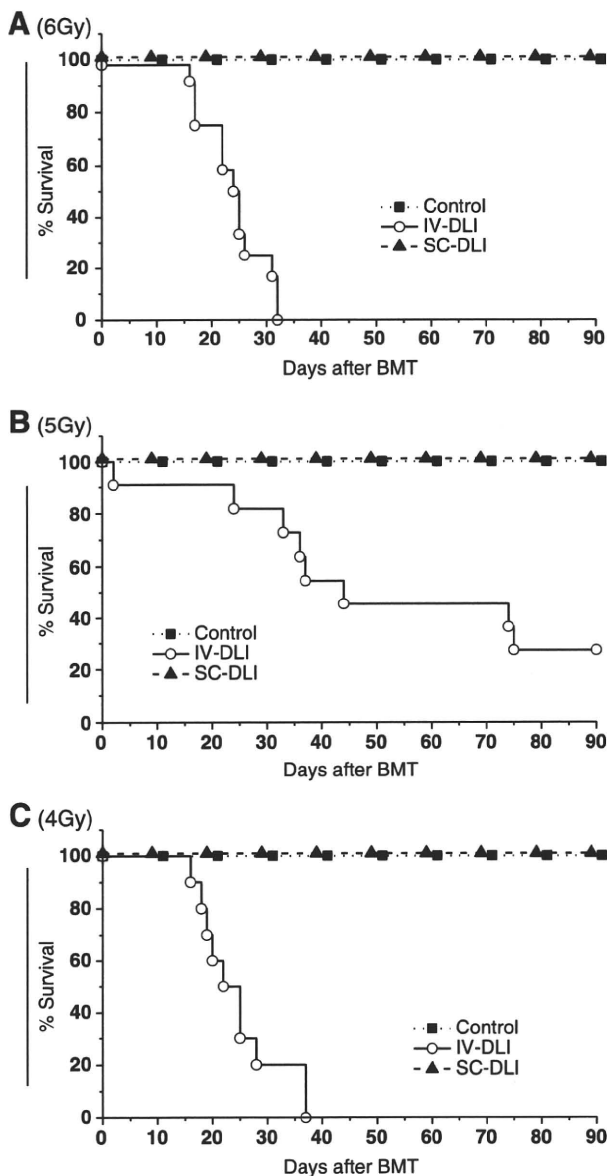 A (6Gy)
100
80
60
40
20
0
% Survival
Control
IV-DLI
SC-DLI
0 10 20 30 40 50 60 70 80 90
Days after BMT
B (5Gy)
100
80
60
40
20
0
% Survival
Control
IV-DLI
SC-DLI
0 10 20 30 40 50 60 70 80 90
Days after BMT
C (4Gy)
100
80
60
40
20
0
% Survival
Control
IV-DLI
SC-DLI
0 10 20 30 40 50 60 70 80 90
Days after BMT